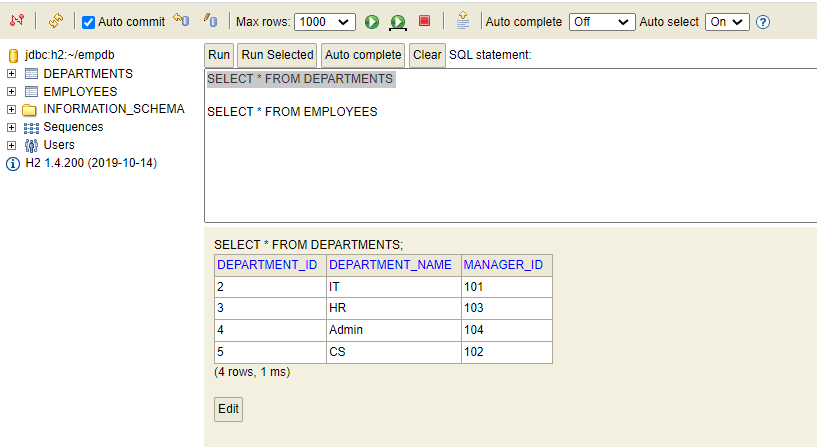 Auto commit Max rows: 1000 Auto complete Off Auto select On ?
jdbc:h2:~/empdb
DEPARTMENTS
EMPLOYEES
INFORMATION_SCHEMA
Sequences
Users
H2 1.4.200 (2019-10-14)
Run Run Selected Auto complete Clear SQL statement:
SELECT * FROM DEPARTMENTS
SELECT * FROM EMPLOYEES
SELECT * FROM DEPARTMENTS;
DEPARTMENT_ID DEPARTMENT_NAME MANAGER_ID
2 IT 101
3 HR 103
4 Admin 104
5 CS 102
(4 rows, 1 ms)
Edit